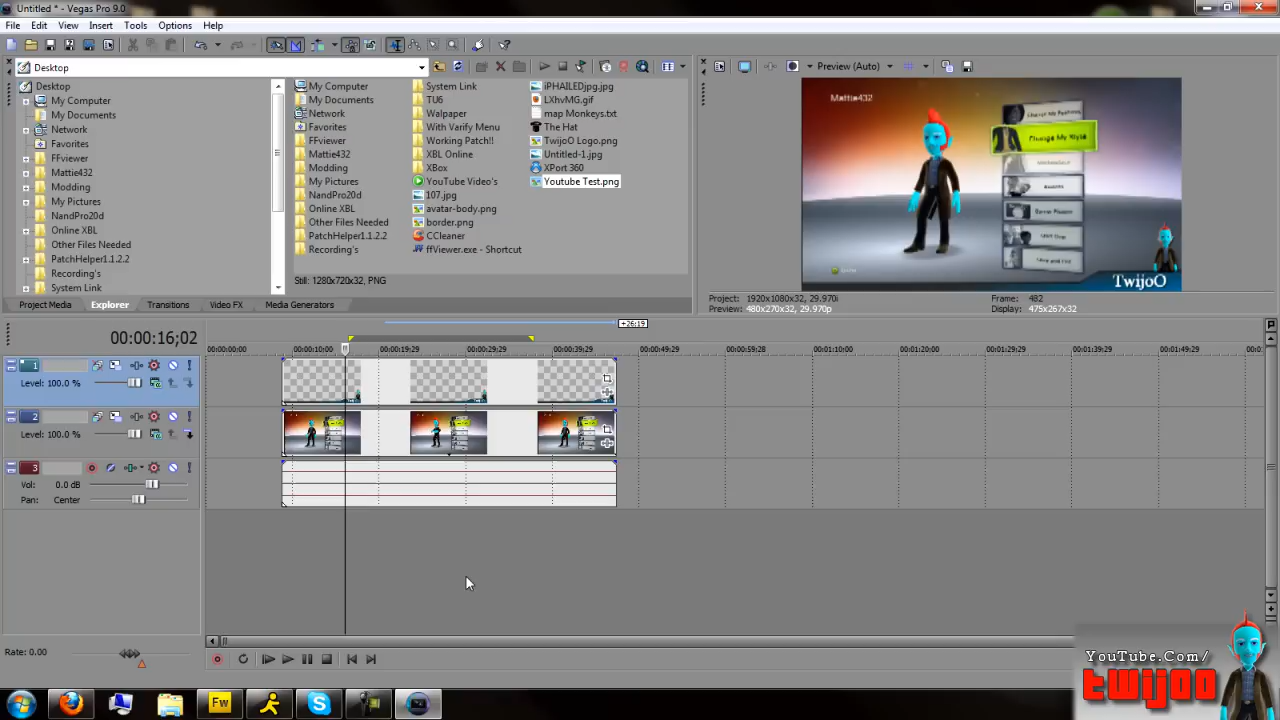 Untitled * - Vegas Pro 9.0
File Edit View Insert Tools Options Help
Desktop
Preview (Auto)
Desktop
My Computer
My Documents
Network
Favorites
FFviewer
Mattie432
Modding
My Pictures
NandPro20d
Online XBL
Other Files Needed
PatchHelper1.1.2.2
Recording's
System Link
My Computer
My Documents
Network
Favorites
FFviewer
Mattie432
Modding
My Pictures
NandPro20d
Online XBL
Other Files Needed
PatchHelper1.1.2.2
Recording's
System Link
TU6
Walpaper
With Varify Menu
Working Patch!!
XBL Online
XBox
YouTube Video's
107.jpg
avatar-body.png
border.png
CCleaner
ffViewer.exe - Shortcut
iPHAILEDjpg.jpg
LXhvMG.gif
map Monkeys.txt
The Hat
TwijoO Logo.png
Untitled-1.jpg
XPort 360
Youtube Test.png
Still: 1280x720x32, PNG
Mattie432
Change My Style
TwijoO
Project Media Explorer Transitions Video FX Media Generators
Project: 1920x1080x32, 29.970i
Preview: 480x270x32, 29.970p
Frame: 482
Display: 475x267x32
+26;19
00:00:16;02
00:00:00;00 00:00:10;00 00:00:19;29 00:00:29;29 00:00:39;29 00:00:49;29 00:00:59;28 00:01:10;00 00:01:20;00 00:01:29;29 00:01:39;29 00:01:49;29
1
Level: 100.0 %
2
Level: 100.0 %
3
Vol: 0.0 dB
Pan: Center
Rate: 0.00
YouTube.Com/
twijoo
Fw